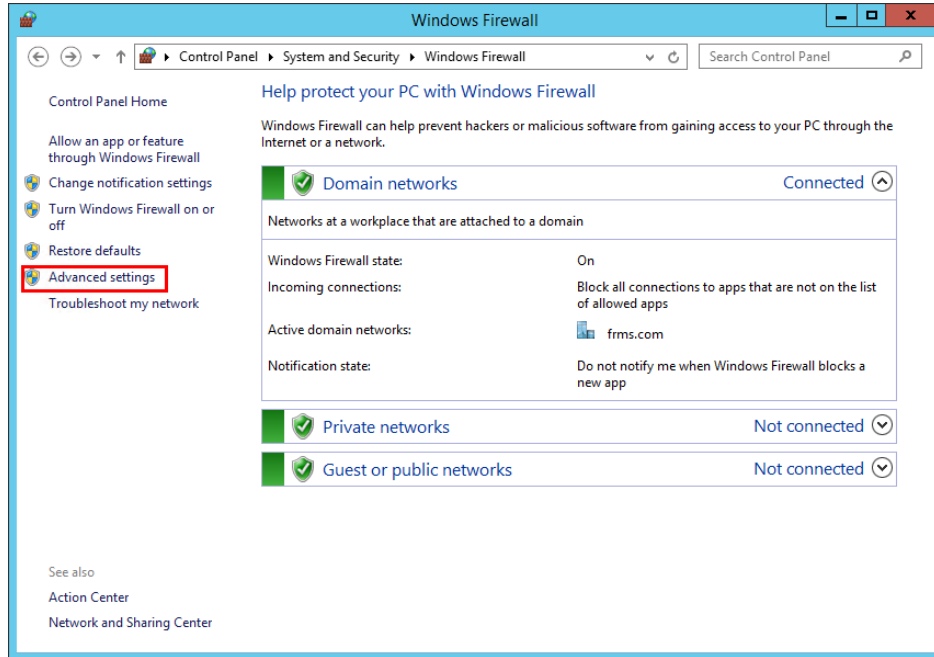 Windows Firewall
Control Panel ▸ System and Security ▸ Windows Firewall
Search Control Panel
Control Panel Home
Allow an app or feature
through Windows Firewall
Change notification settings
Turn Windows Firewall on or
off
Restore defaults
Advanced settings
Troubleshoot my network
See also
Action Center
Network and Sharing Center
Help protect your PC with Windows Firewall
Windows Firewall can help prevent hackers or malicious software from gaining access to your PC through the
Internet or a network.
Domain networks Connected
Networks at a workplace that are attached to a domain
Windows Firewall state: On
Incoming connections: Block all connections to apps that are not on the list
of allowed apps
Active domain networks: frms.com
Notification state: Do not notify me when Windows Firewall blocks a
new app
Private networks Not connected
Guest or public networks Not connected